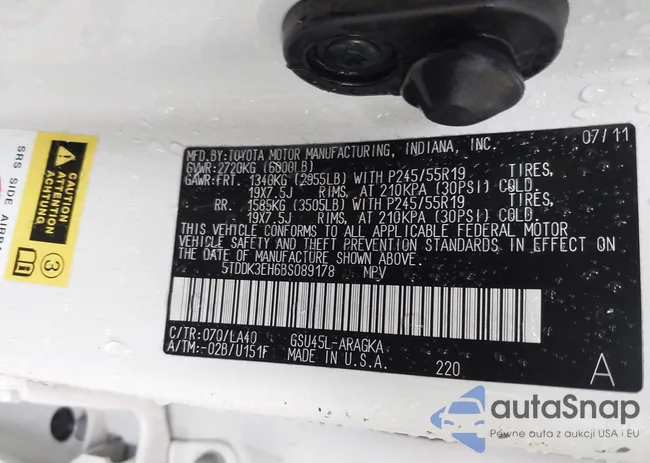 MFD.BY:TOYOTA MOTOR MANUFACTURING, INDIANA, INC. 07/11
GVWR:2720KG (6000LB)
GAWR:FRT. 1340KG (2955LB) WITH P245/55R19 TIRES,
19X7.5J RIMS, AT 210KPA (30PSI) COLD.
RR. 1585KG (3505LB) WITH P245/55R19 TIRES,
19X7.5J RIMS, AT 210KPA (30PSI) COLD.
THIS VEHICLE CONFORMS TO ALL APPLICABLE FEDERAL MOTOR
VEHICLE SAFETY AND THEFT PREVENTION STANDARDS IN EFFECT ON
THE DATE OF MANUFACTURE SHOWN ABOVE.
5TDDK3EH6BS089178 MPV
C/TR:070/LA40 GSU45L-ARAGKA
A/TM:-02B/U151F MADE IN U.S.A. 220 A
SRS SIDE AIRBA
CAUTION
ATTENTION
ACHTUNG
3
autaSnap
Pewne auta z aukcji USA i EU